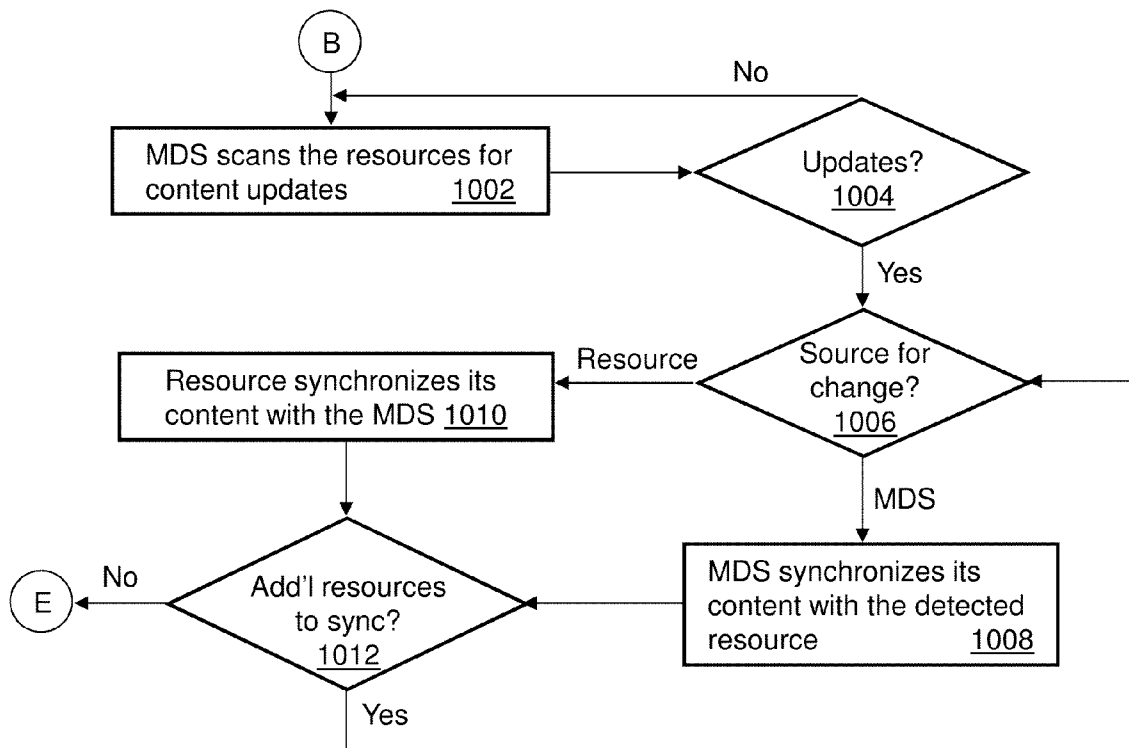 B
No
MDS scans the resources for
content updates 1002
Updates?
1004
Yes
Source for
change?
1006
Resource
Resource synchronizes its
content with the MDS 1010
MDS
MDS synchronizes its
content with the detected
resource 1008
Add'l resources
to sync?
1012
No
E
Yes